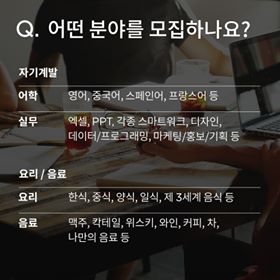 Q. 어떤 분야를 모집하나요?
자기계발
어학 영어, 중국어, 스페인어, 프랑스어 등
실무 엑셀, PPT, 각종 스마트워크, 디자인,
데이터/프로그래밍, 마케팅/홍보/기획 등
요리 / 음료
요리 한식, 중식, 양식, 일식, 제 3세계 음식 등
음료 맥주, 칵테일, 위스키, 와인, 커피, 차,
나만의 음료 등